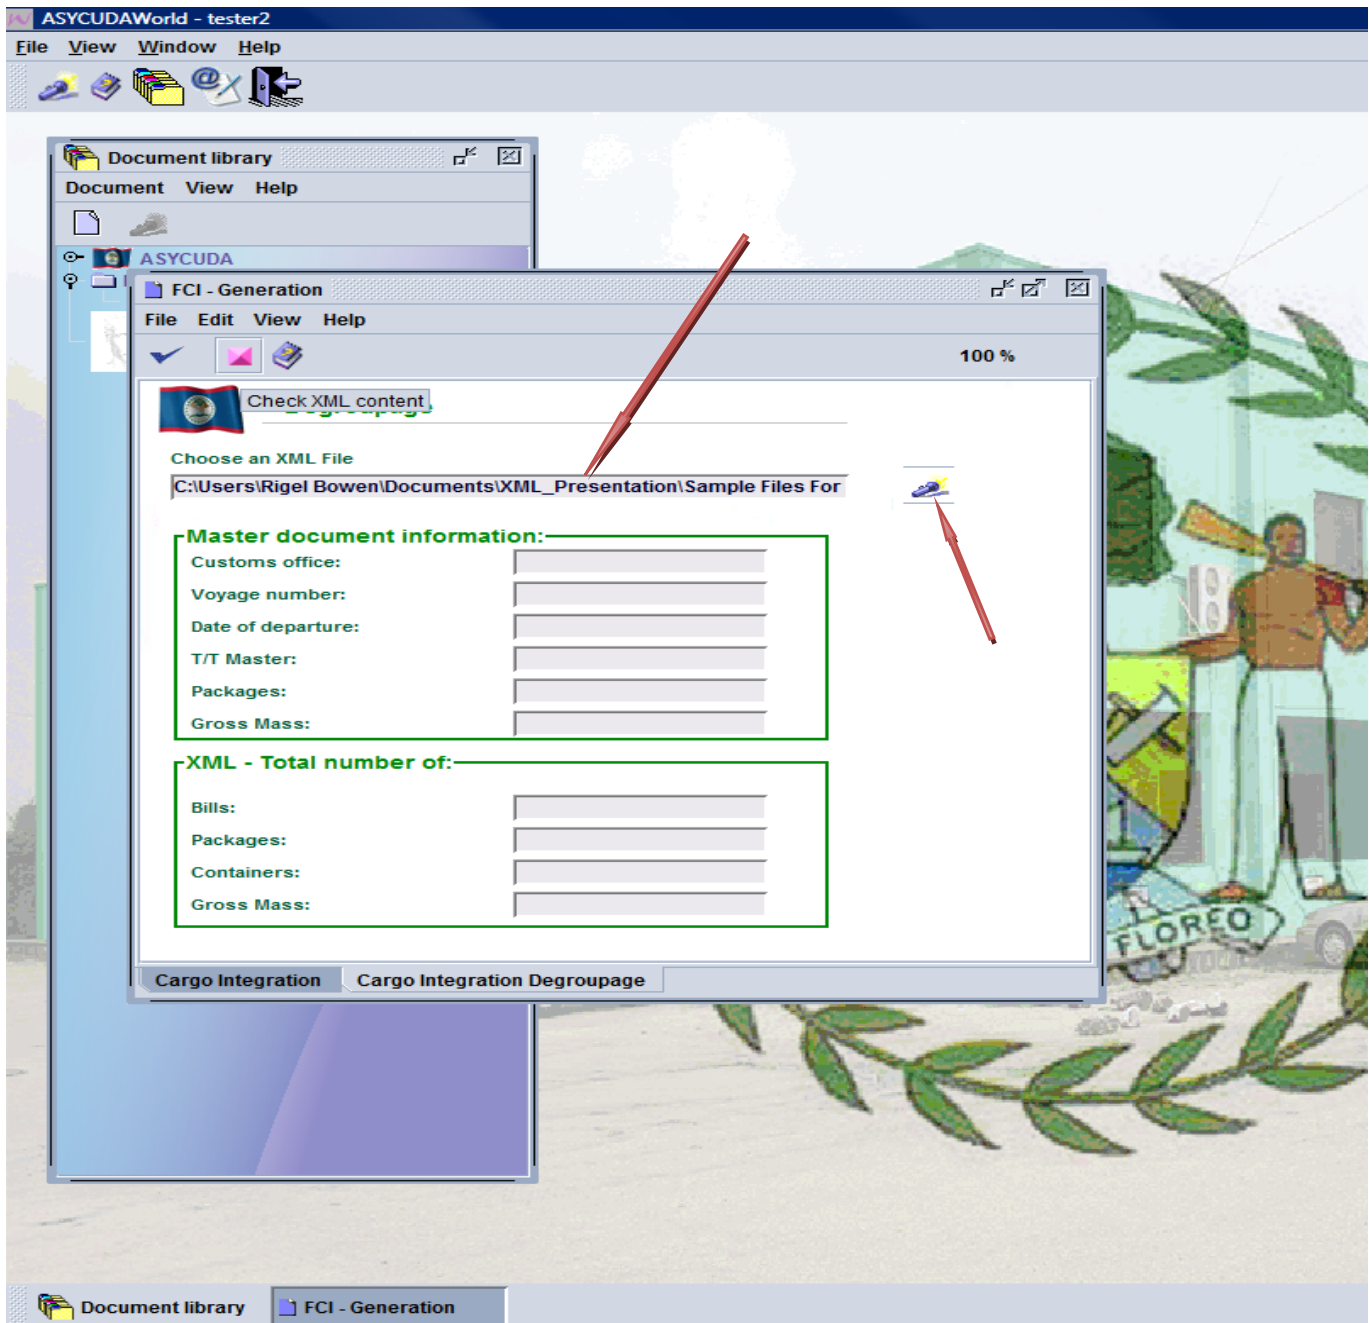 ASYCUDAWorld - tester2
File View Window Help
Document library
Document View Help
ASYCUDA
FCI - Generation
File Edit View Help
100 %
Check XML content
Choose an XML File
C:\Users\Rigel Bowen\Documents\XML_Presentation\Sample Files For
Master document information:
Customs office:
Voyage number:
Date of departure:
T/T Master:
Packages:
Gross Mass:
XML - Total number of:
Bills:
Packages:
Containers:
Gross Mass:
FLOREO
Cargo Integration Cargo Integration Degroupage
Document library FCI - Generation